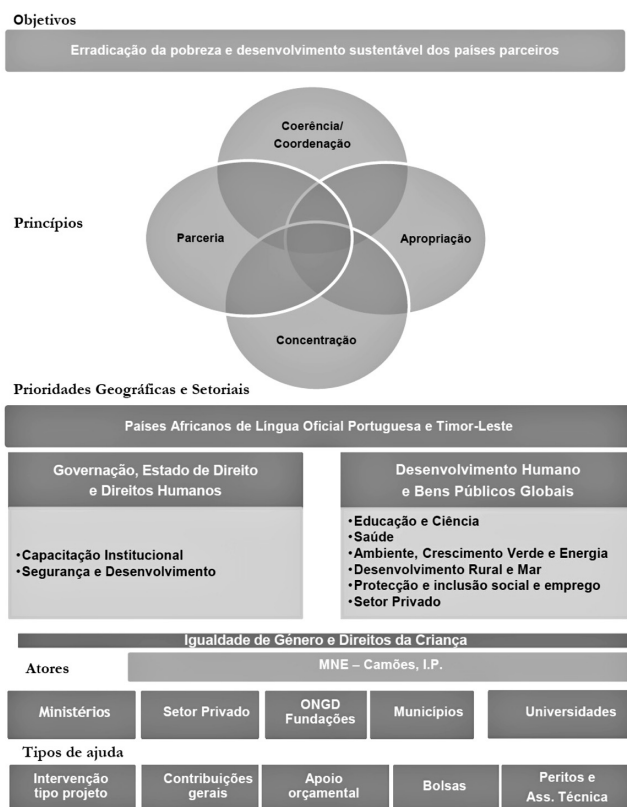 Objetivos
Erradicação da pobreza e desenvolvimento sustentável dos países parceiros
Princípios
Coerência/
Coordenação
Parceria
Apropriação
Concentração
Prioridades Geográficas e Setoriais
Países Africanos de Língua Oficial Portuguesa e Timor-Leste
Governação, Estado de Direito
e Direitos Humanos
•Capacitação Institucional
•Segurança e Desenvolvimento
Desenvolvimento Humano
e Bens Públicos Globais
•Educação e Ciência
•Saúde
•Ambiente, Crescimento Verde e Energia
•Desenvolvimento Rural e Mar
•Protecção e inclusão social e emprego
•Setor Privado
Igualdade de Género e Direitos da Criança
Atores
MNE – Camões, I.P.
Ministérios
Setor Privado
ONGD
Fundações
Municípios
Universidades
Tipos de ajuda
Intervenção
tipo projeto
Contribuições
gerais
Apoio
orçamental
Bolsas
Peritos e
Ass. Técnica